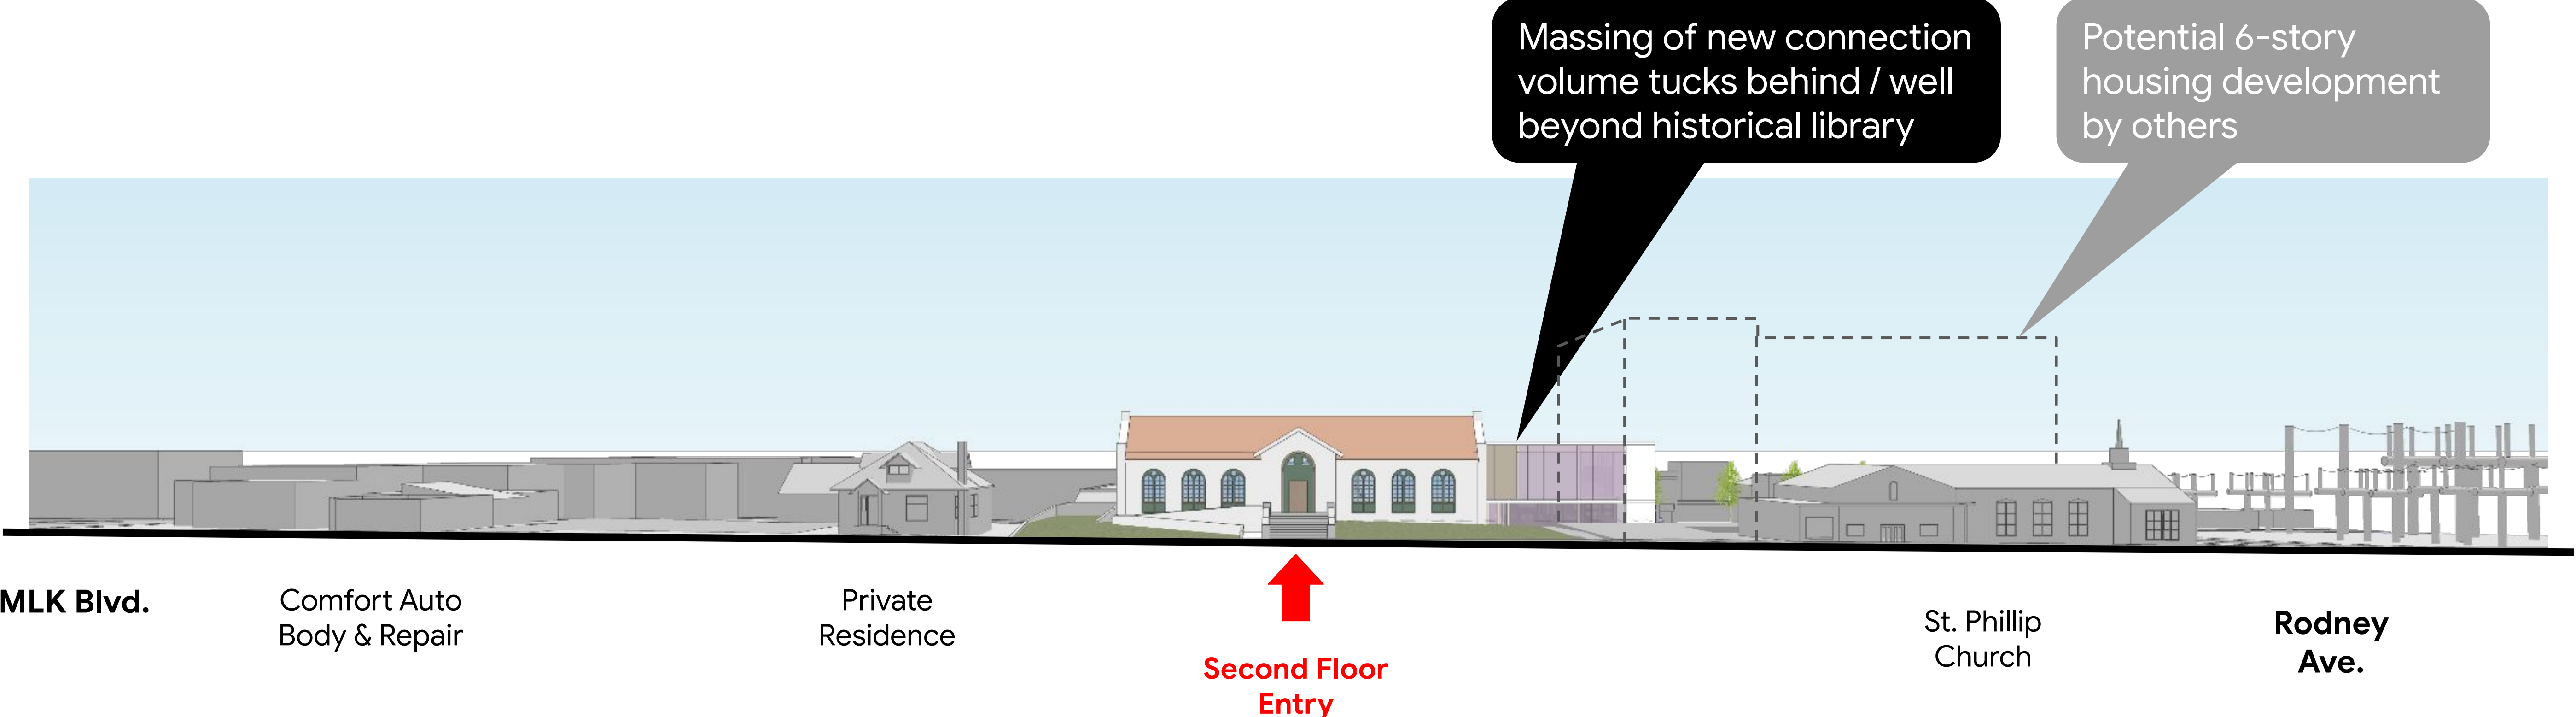 Massing of new connection
volume tucks behind / well
beyond historical library
Potential 6-story
housing development
by others
MLK Blvd.
Comfort Auto
Body & Repair
Private
Residence
Second Floor
Entry
St. Phillip
Church
Rodney
Ave.